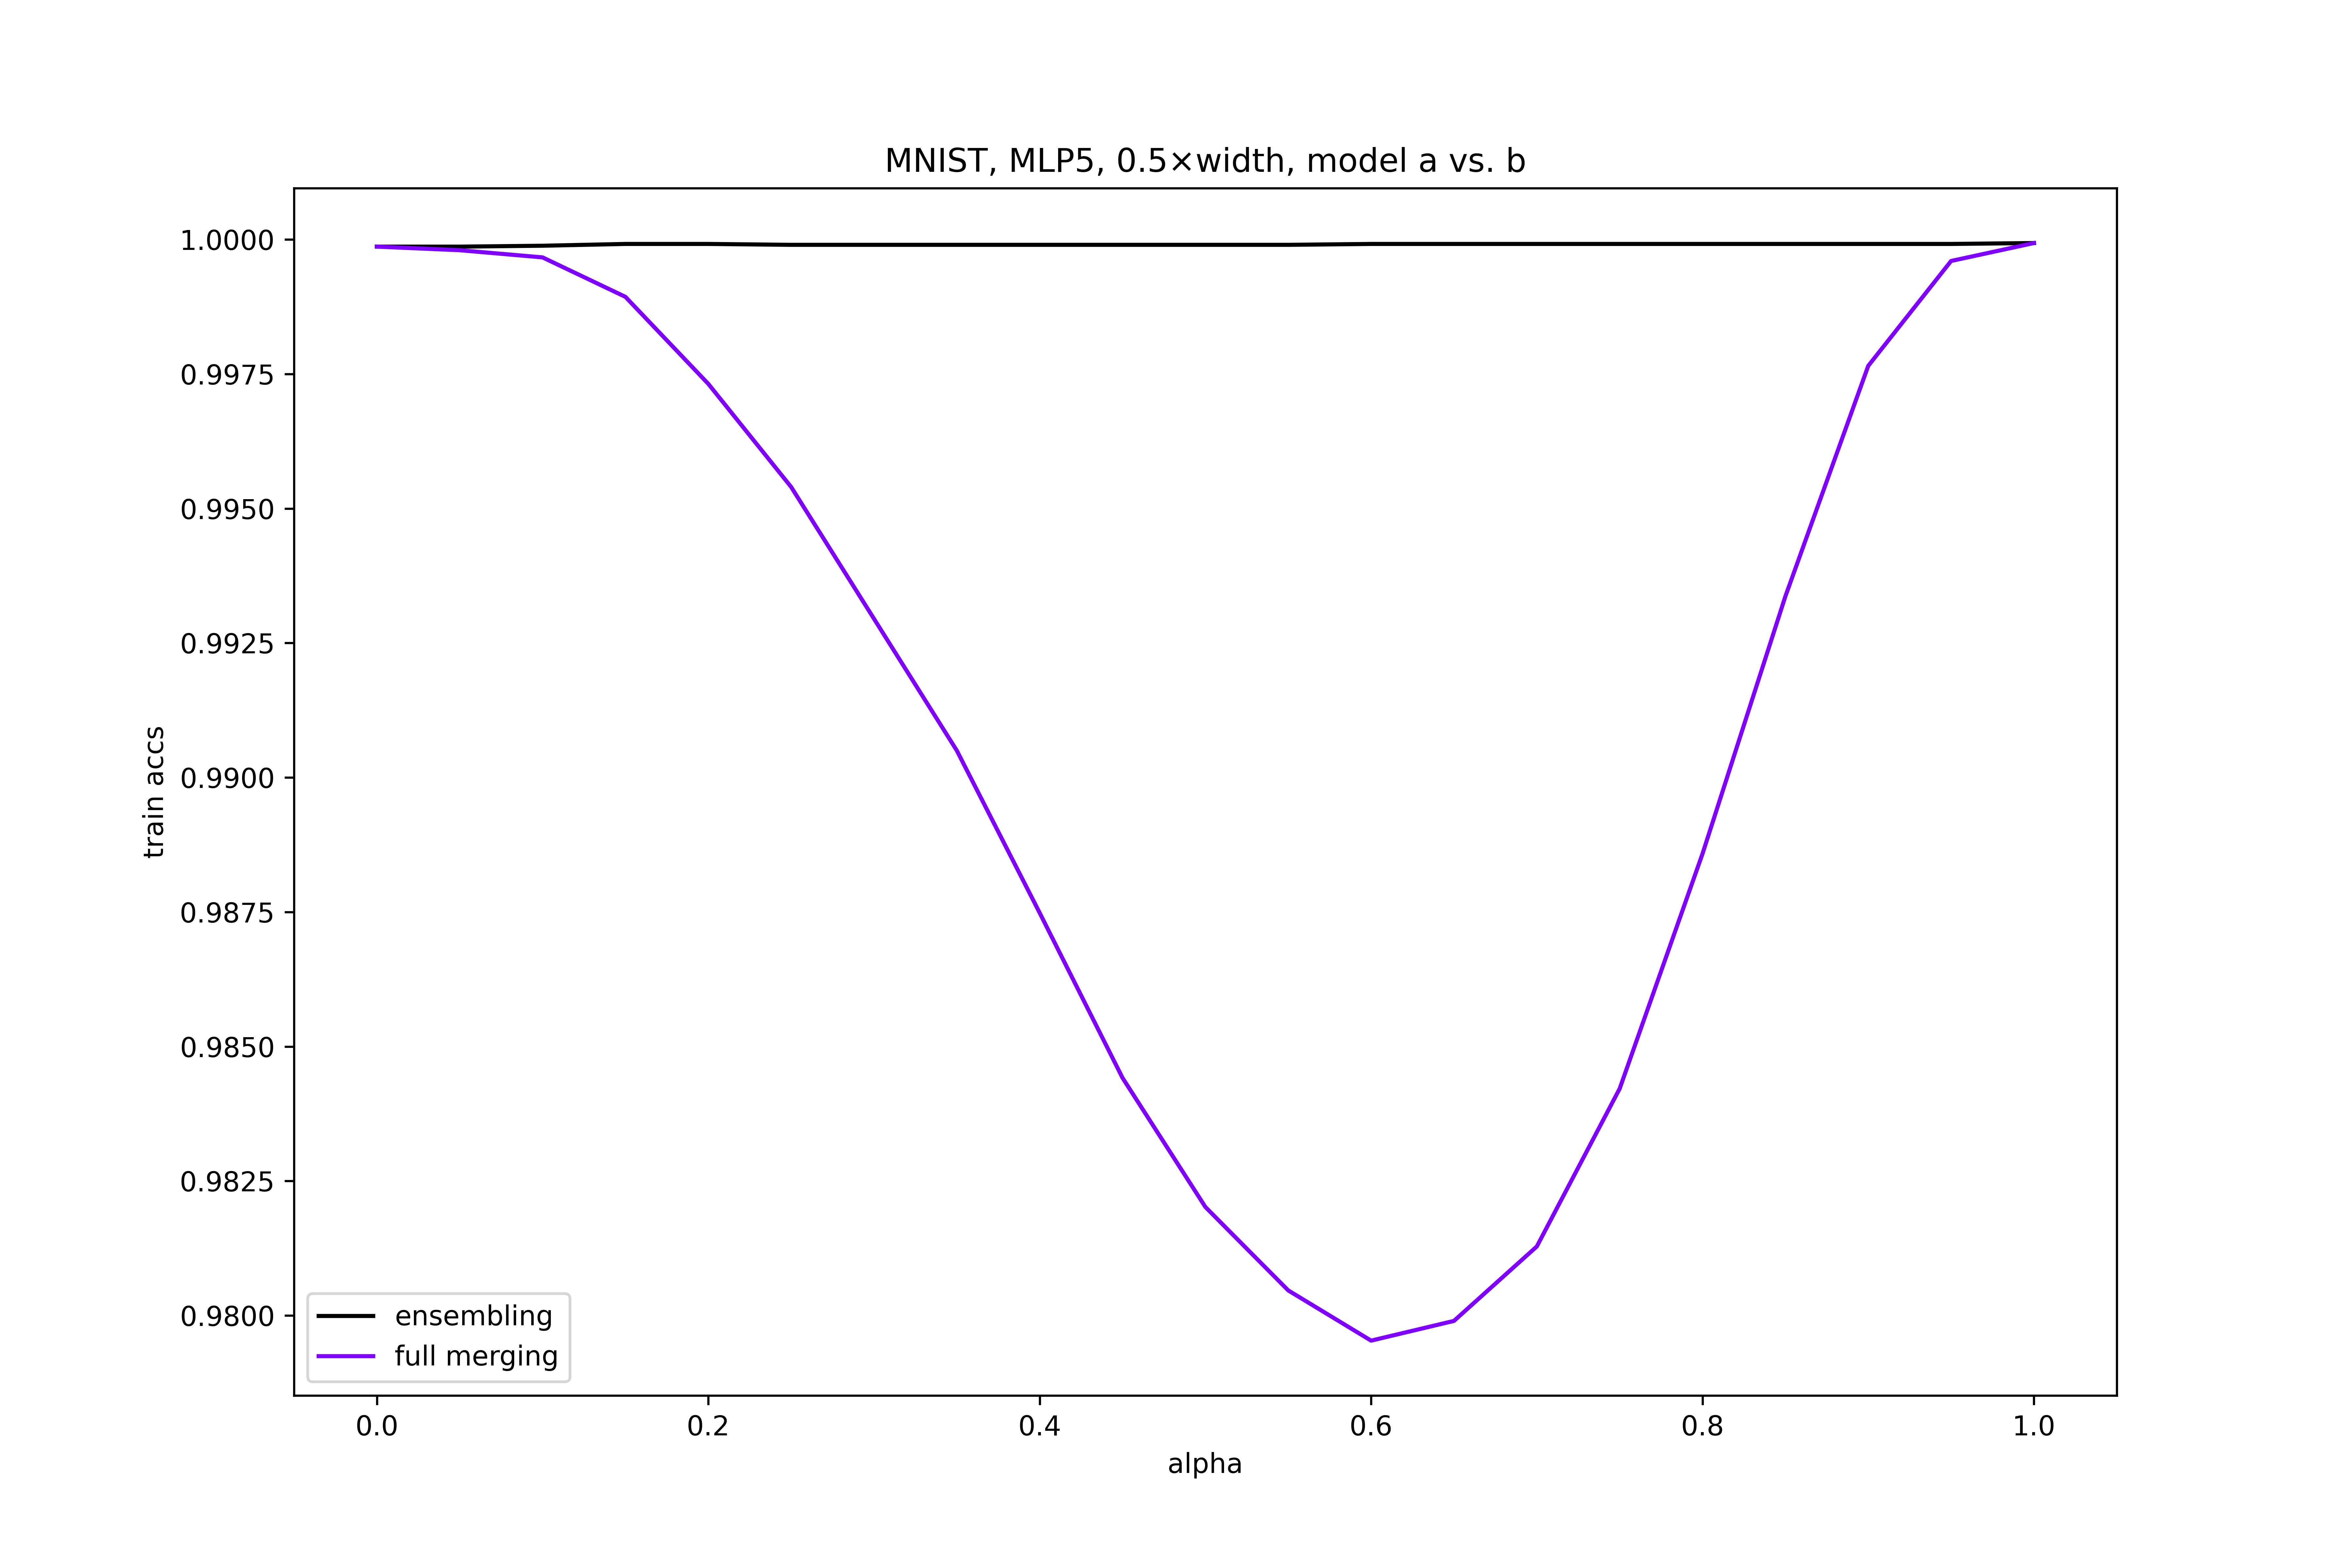 MNIST, MLP5, 0.5×width, model a vs. b
1.0000
0.9975
0.9950
0.9925
0.9900
0.9875
0.9850
0.9825
0.9800
train accs
ensembling
full merging
0.0 0.2 0.4 0.6 0.8 1.0
alpha